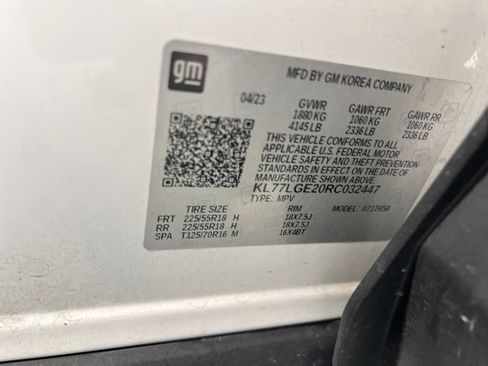 gm
MFD BY GM KOREA COMPANY
04/23 GVWR GAWR FRT GAWR RR
1880 KG 1060 KG 1060 KG
4145 LB 2336 LB 2336 LB
THIS VEHICLE CONFORMS TO ALL
APPLICABLE U.S. FEDERAL MOTOR
VEHICLE SAFETY AND THEFT PREVENTION
STANDARDS IN EFFECT ON THE DATE OF
MANUFACTURE SHOWN ABOVE.
KL77LGE20RC032447
TYPE: MPV MODEL: 071TR58
TIRE SIZE RIM
FRT 225/55R18 H 18X7.5J
RR 225/55R18 H 18X7.5J
SPA T125/70R16 M 16X4BT